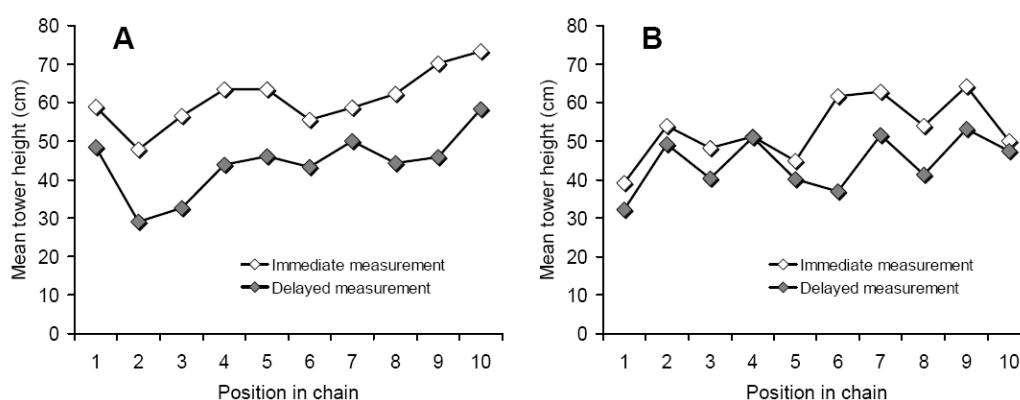 A
Mean tower height (cm)
80
70
60
50
40
30
20
10
0
Immediate measurement
Delayed measurement
1 2 3 4 5 6 7 8 9 10
Position in chain
B
Mean tower height (cm)
80
70
60
50
40
30
20
10
0
Immediate measurement
Delayed measurement
1 2 3 4 5 6 7 8 9 10
Position in chain